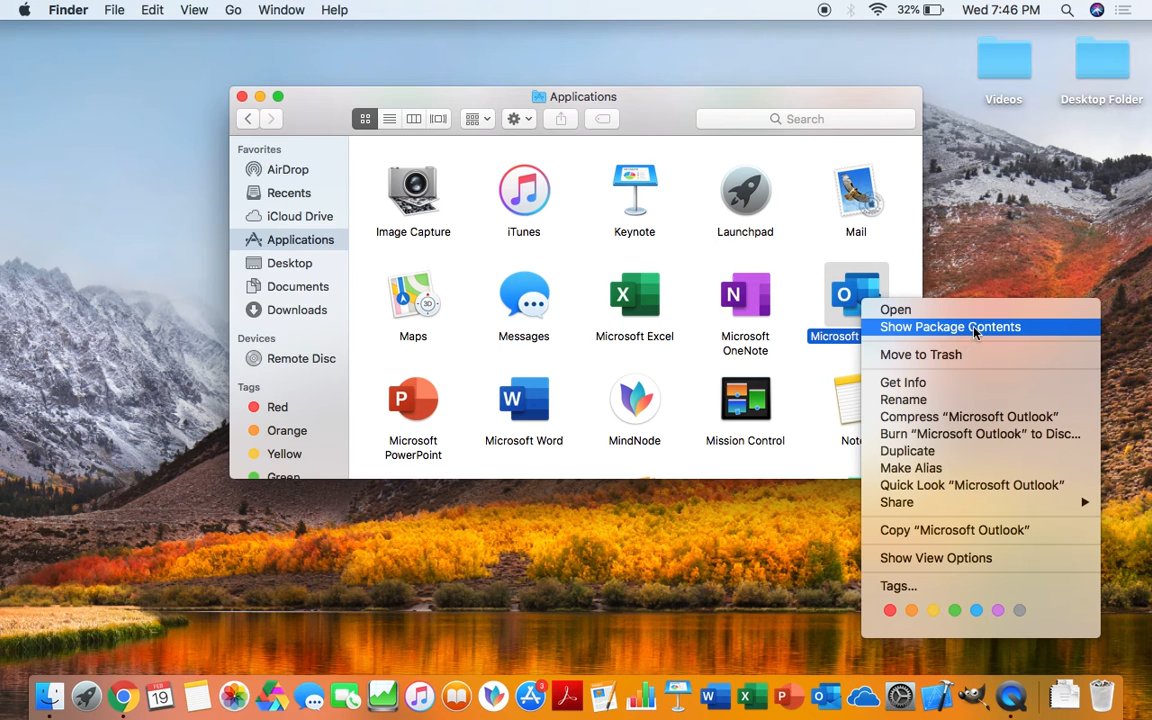 Finder File Edit View Go Window Help 32% Wed 7:46 PM
Videos Desktop Folder
Applications
Search
Favorites
AirDrop
Recents
iCloud Drive
Applications
Desktop
Documents
Downloads
Devices
Remote Disc
Tags
Red
Orange
Yellow
Green
Image Capture iTunes Keynote Launchpad Mail
Maps Messages Microsoft Excel Microsoft OneNote Microsoft
Microsoft PowerPoint Microsoft Word MindNode Mission Control
Open
Show Package Contents
Move to Trash
Get Info
Rename
Compress “Microsoft Outlook”
Burn “Microsoft Outlook” to Disc...
Duplicate
Make Alias
Quick Look “Microsoft Outlook”
Share
Copy “Microsoft Outlook”
Show View Options
Tags...
FEB
19
3